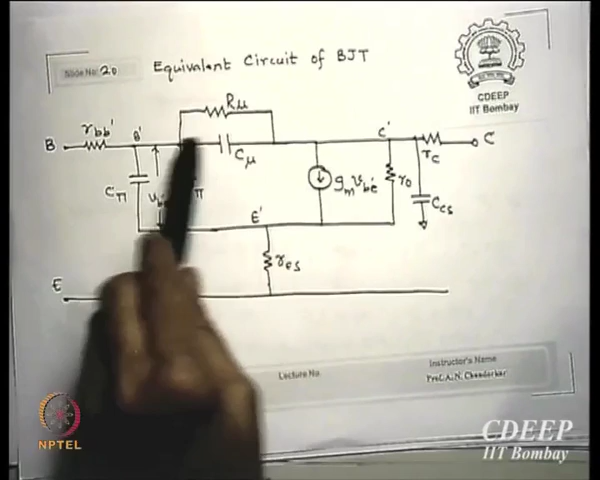 Slide No: 20
Equivalent Circuit of BJT
CDEEP
IIT Bombay
Rμ
B
rbb'
B'
Cμ
C'
rc
C
Cπ
vb'
π
gmvb'e'
ro
Ccs
E'
res
E
Lecture No.
Instructor's Name
Prof. A.N. Chandorkar
NPTEL
CDEEP
IIT Bombay